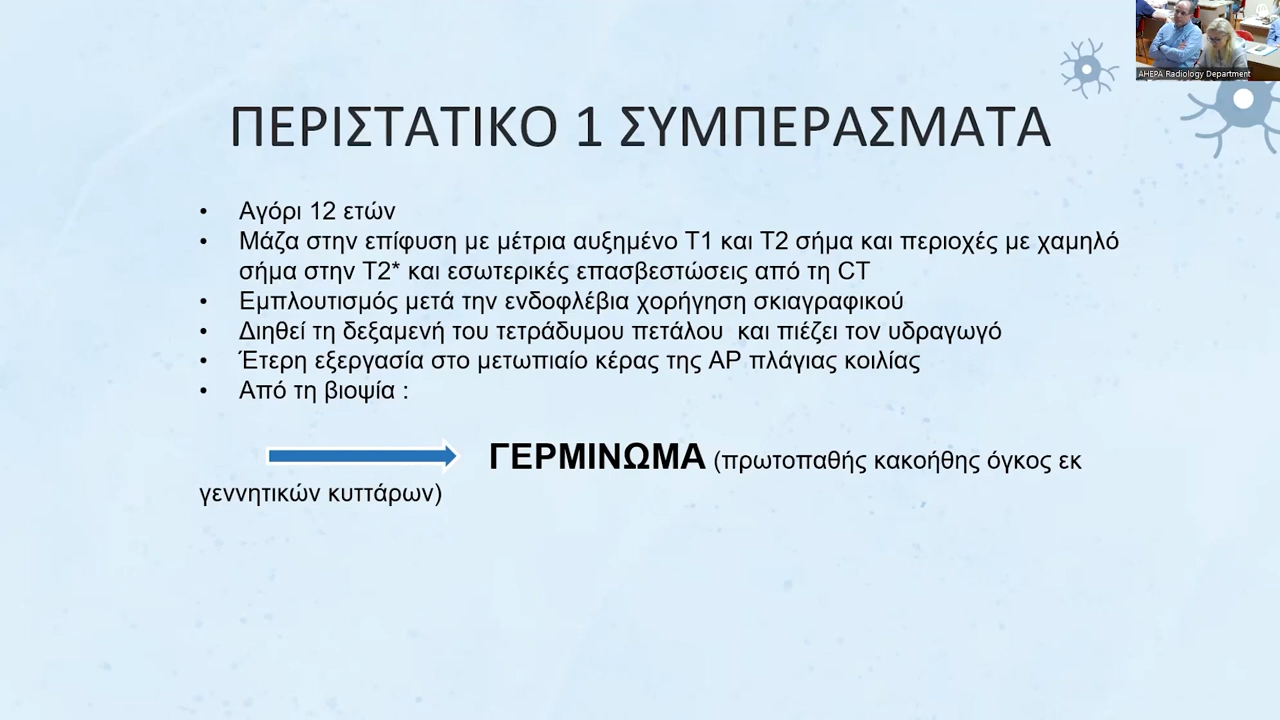 AHEPA Radiology Department
ΠΕΡΙΣΤΑΤΙΚΟ 1 ΣΥΜΠΕΡΑΣΜΑΤΑ
• Αγόρι 12 ετών
• Μάζα στην επίφυση με μέτρια αυξημένο Τ1 και Τ2 σήμα και περιοχές με χαμηλό
σήμα στην Τ2* και εσωτερικές επασβεστώσεις από τη CT
• Εμπλουτισμός μετά την ενδοφλέβια χορήγηση σκιαγραφικού
• Διηθεί τη δεξαμενή του τετράδυμου πετάλου και πιέζει τον υδραγωγό
• Έτερη εξεργασία στο μετωπιαίο κέρας της ΑΡ πλάγιας κοιλίας
• Από τη βιοψία :
ΓΕΡΜΙΝΩΜΑ (πρωτοπαθής κακοήθης όγκος εκ
γεννητικών κυττάρων)